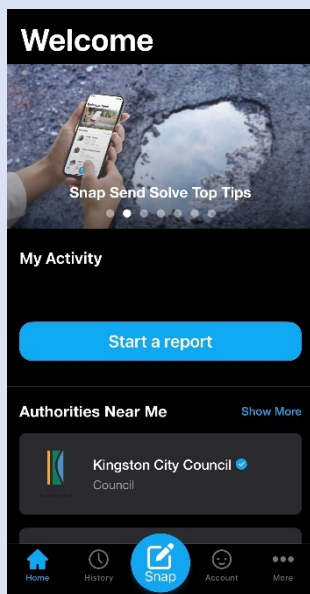 Welcome
Snap Send Solve Top Tips
My Activity
Start a report
Authorities Near Me
Show More
Kingston City Council
Council
Home
History
Snap
Account
More